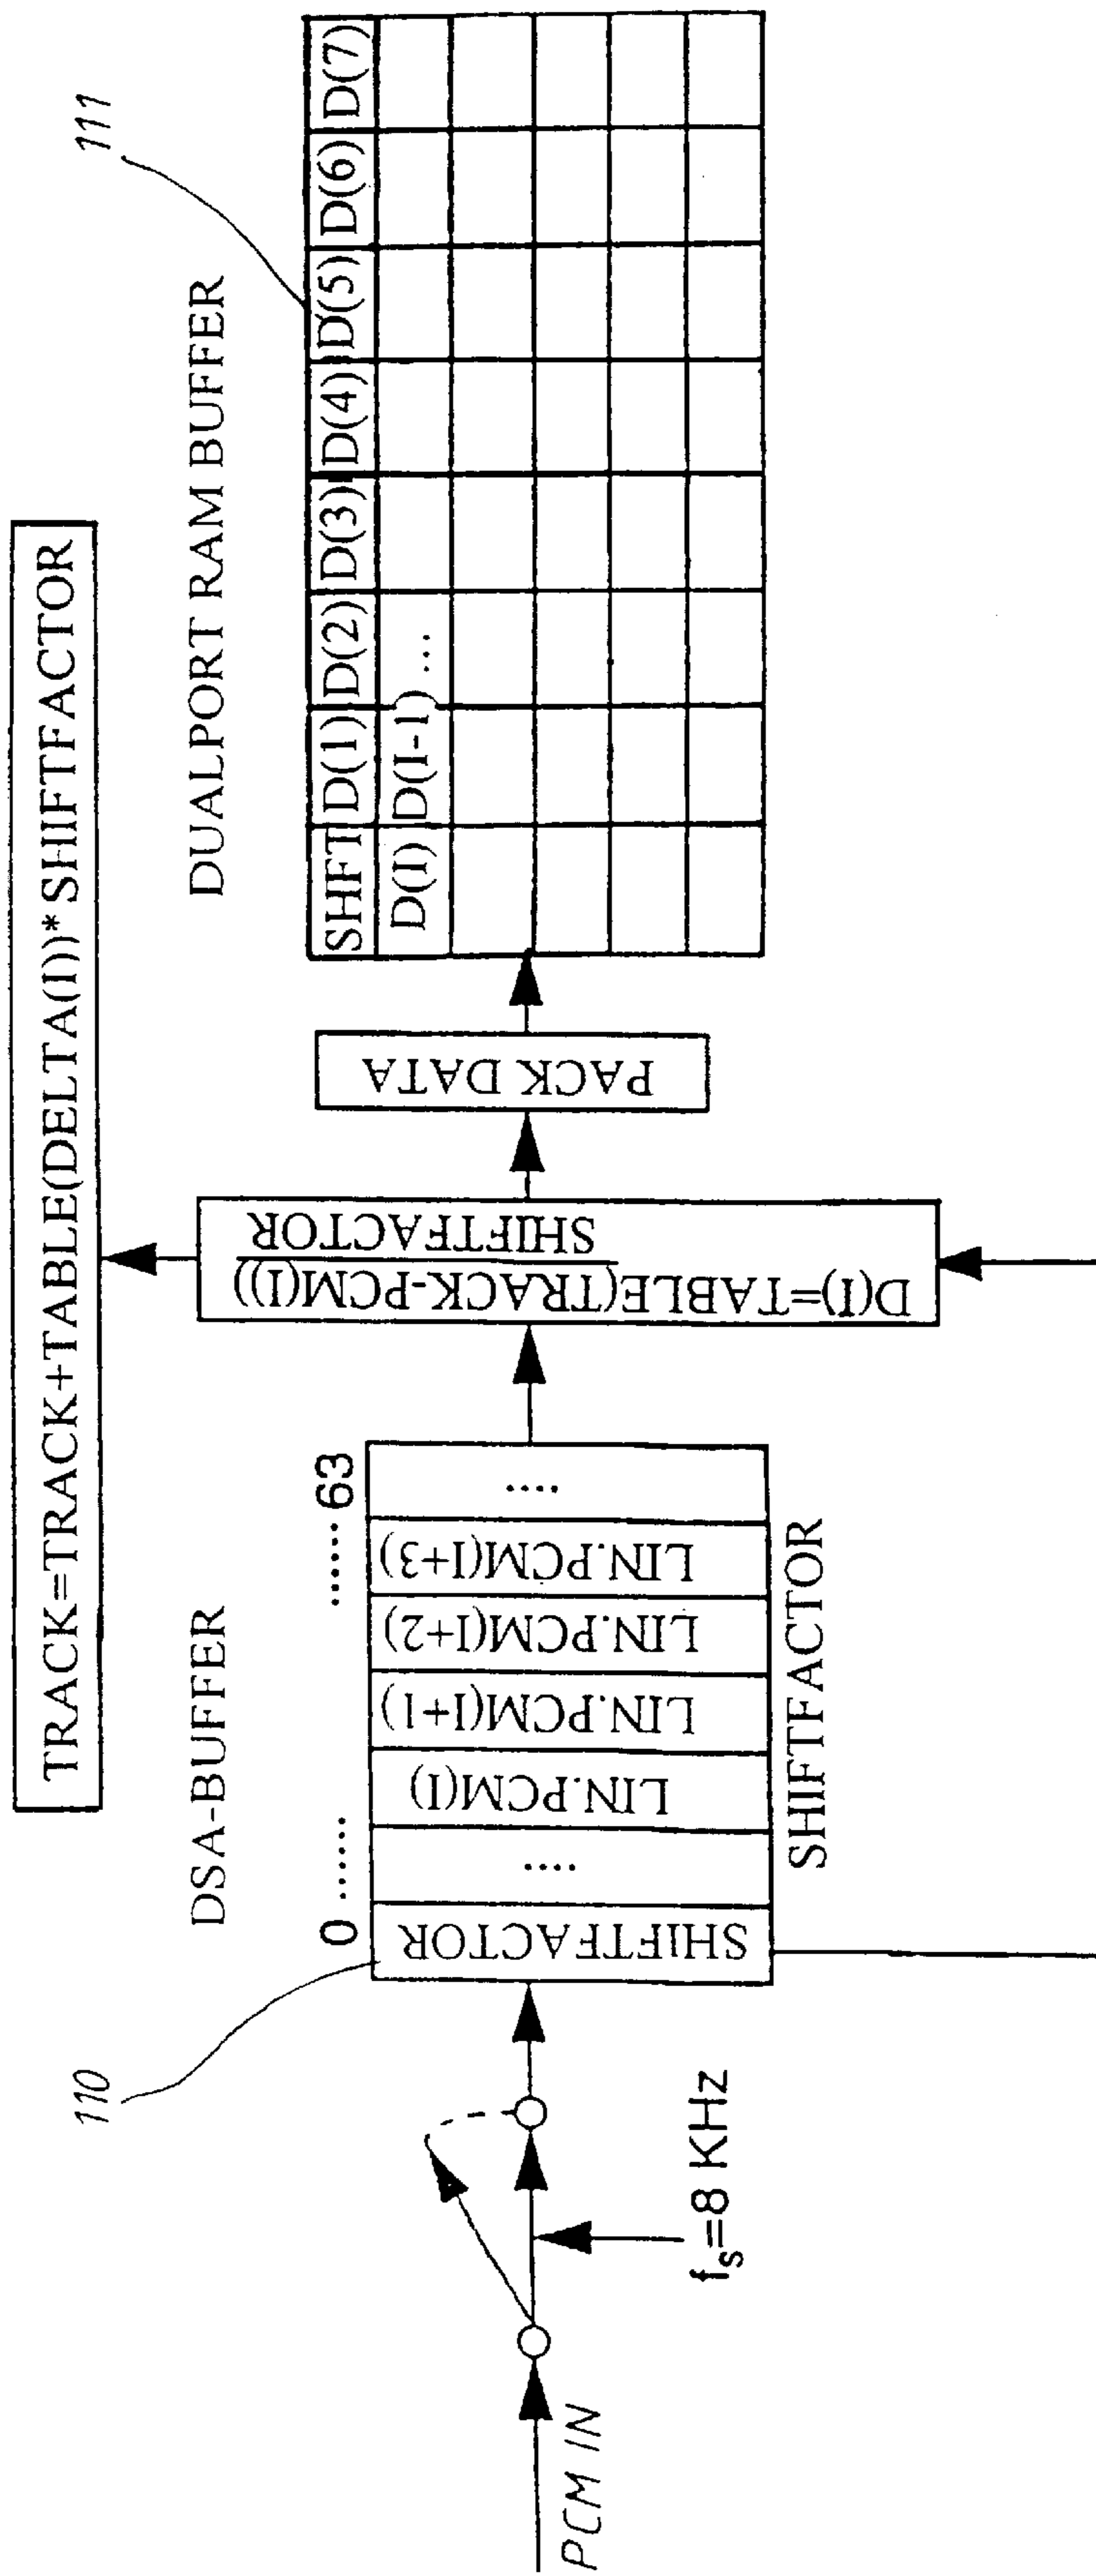 TRACK=TRACK+TABLE(DELTA(I))*SHIFTFACTOR
110
DSA-BUFFER
DUALPORT RAM BUFFER
111
0 ....... ...... 63
PCM IN
fs=8 KHz
SHIFTFACTOR
....
LIN.PCM(I)
LIN.PCM(I+1)
LIN.PCM(I+2)
LIN.PCM(I+3)
....
SHIFTFACTOR
D(I)=TABLE(TRACK-PCM(I))
SHIFTFACTOR
PACK DATA
SHIFT D(1) D(2) D(3) D(4) D(5) D(6) D(7)
D(I) D(I-1) ...